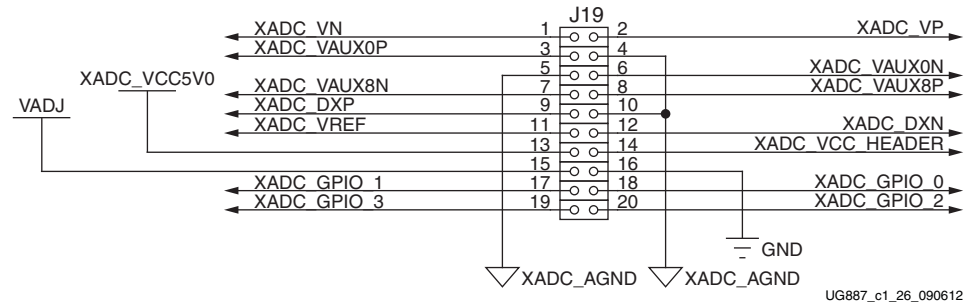 J19
XADC_VN 1 2 XADC_VP
XADC_VAUX0P 3 4
5 6 XADC_VAUX0N
XADC_VCC5V0
XADC_VAUX8N 7 8 XADC_VAUX8P
VADJ
XADC_DXP 9 10
XADC_VREF 11 12 XADC_DXN
13 14 XADC_VCC_HEADER
15 16
XADC_GPIO_1 17 18 XADC_GPIO_0
XADC_GPIO_3 19 20 XADC_GPIO_2
GND
XADC_AGND XADC_AGND
UG887_c1_26_090612